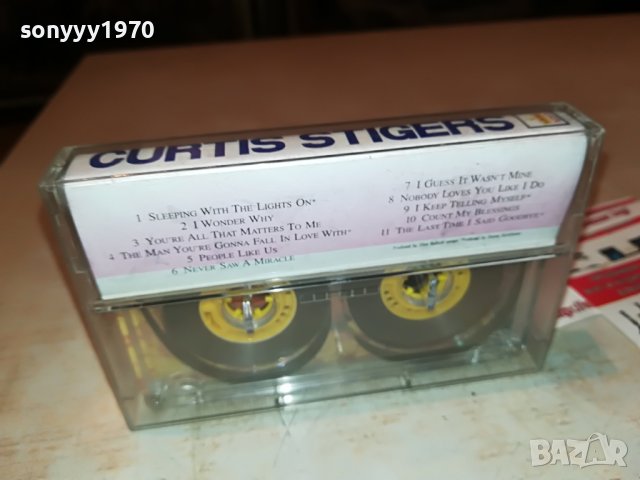 sonyyy1970
CURTIS STIGERS
1 SLEEPING WITH THE LIGHTS ON*
2 I WONDER WHY
3 YOU'RE ALL THAT MATTERS TO ME
4 THE MAN YOU'RE GONNA FALL IN LOVE WITH*
5 PEOPLE LIKE US
6 NEVER SAW A MIRACLE
7 I GUESS IT WASN'T MINE
8 NOBODY LOVES YOU LIKE I DO
9 I KEEP TELLING MYSELF*
10 COUNT MY BLESSINGS
11 THE LAST TIME I SAID GOODBYE*
BAZAR
bg